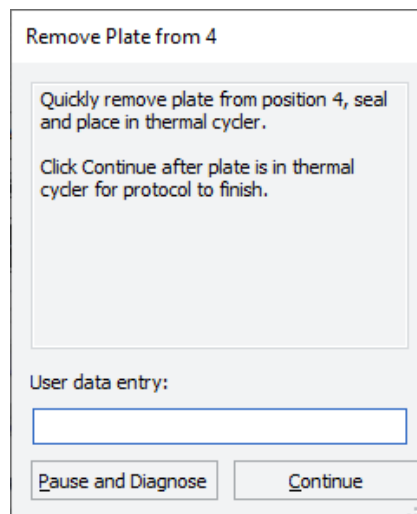 Remove Plate from 4
Quickly remove plate from position 4, seal
and place in thermal cycler.
Click Continue after plate is in thermal
cycler for protocol to finish.
User data entry:
Pause and Diagnose
Continue